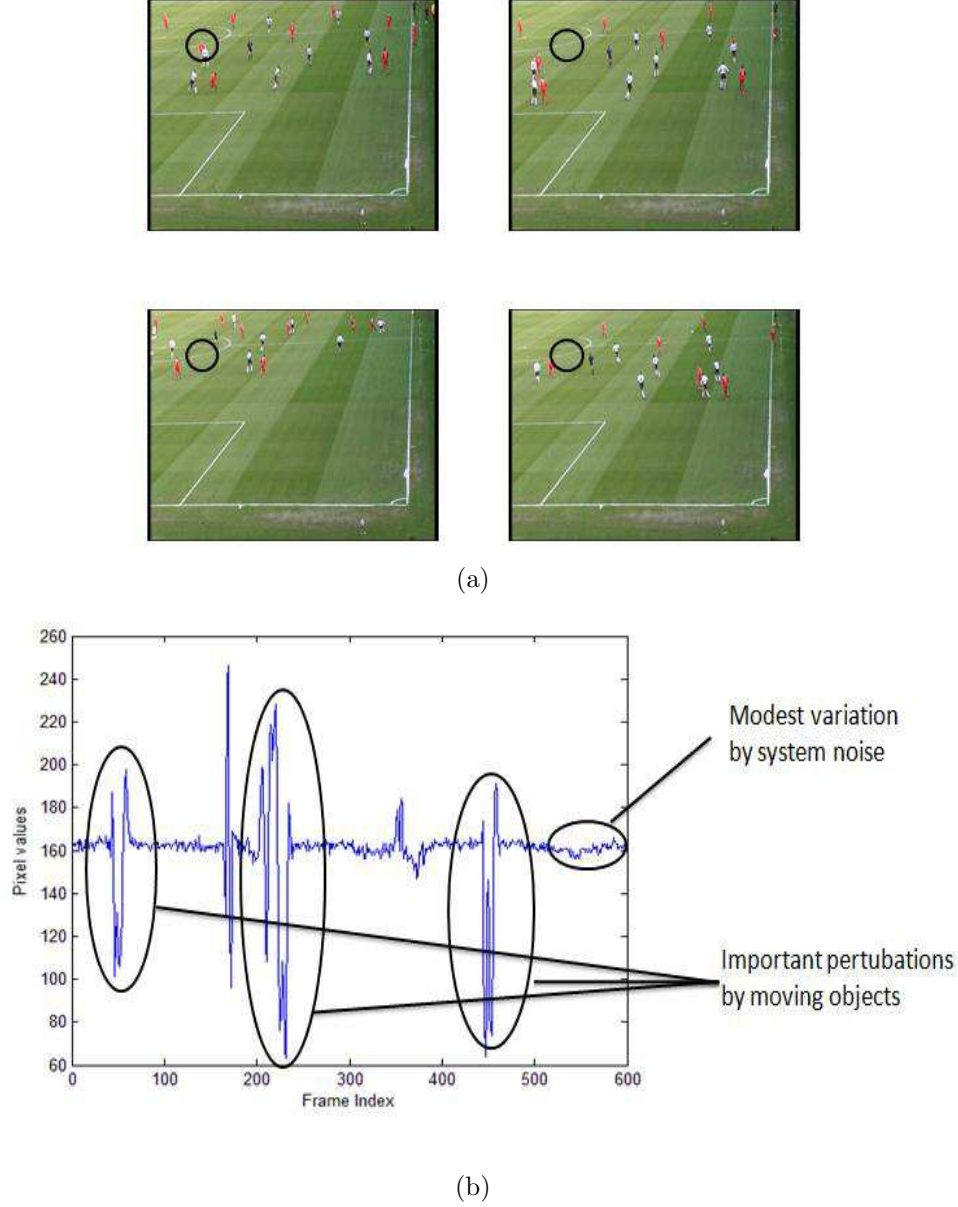 (a)
260
240
220
200
180
160
140
120
100
80
60
0
100
200
300
400
500
600
Pixel values
Frame Index
Modest variation
by system noise
Important pertubations
by moving objects
(b)